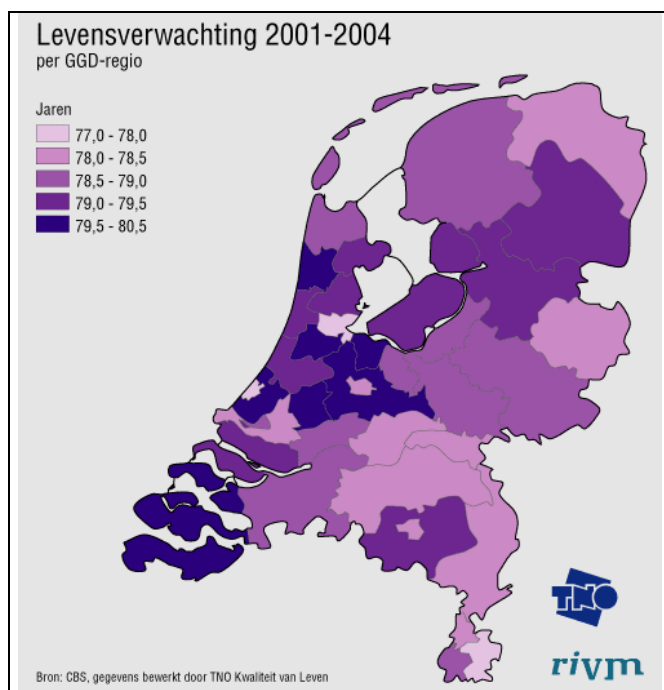 Levensverwachting 2001-2004
per GGD-regio
Jaren
77,0 - 78,0
78,0 - 78,5
78,5 - 79,0
79,0 - 79,5
79,5 - 80,5
TNO
rivm
Bron: CBS, gegevens bewerkt door TNO Kwaliteit van Leven